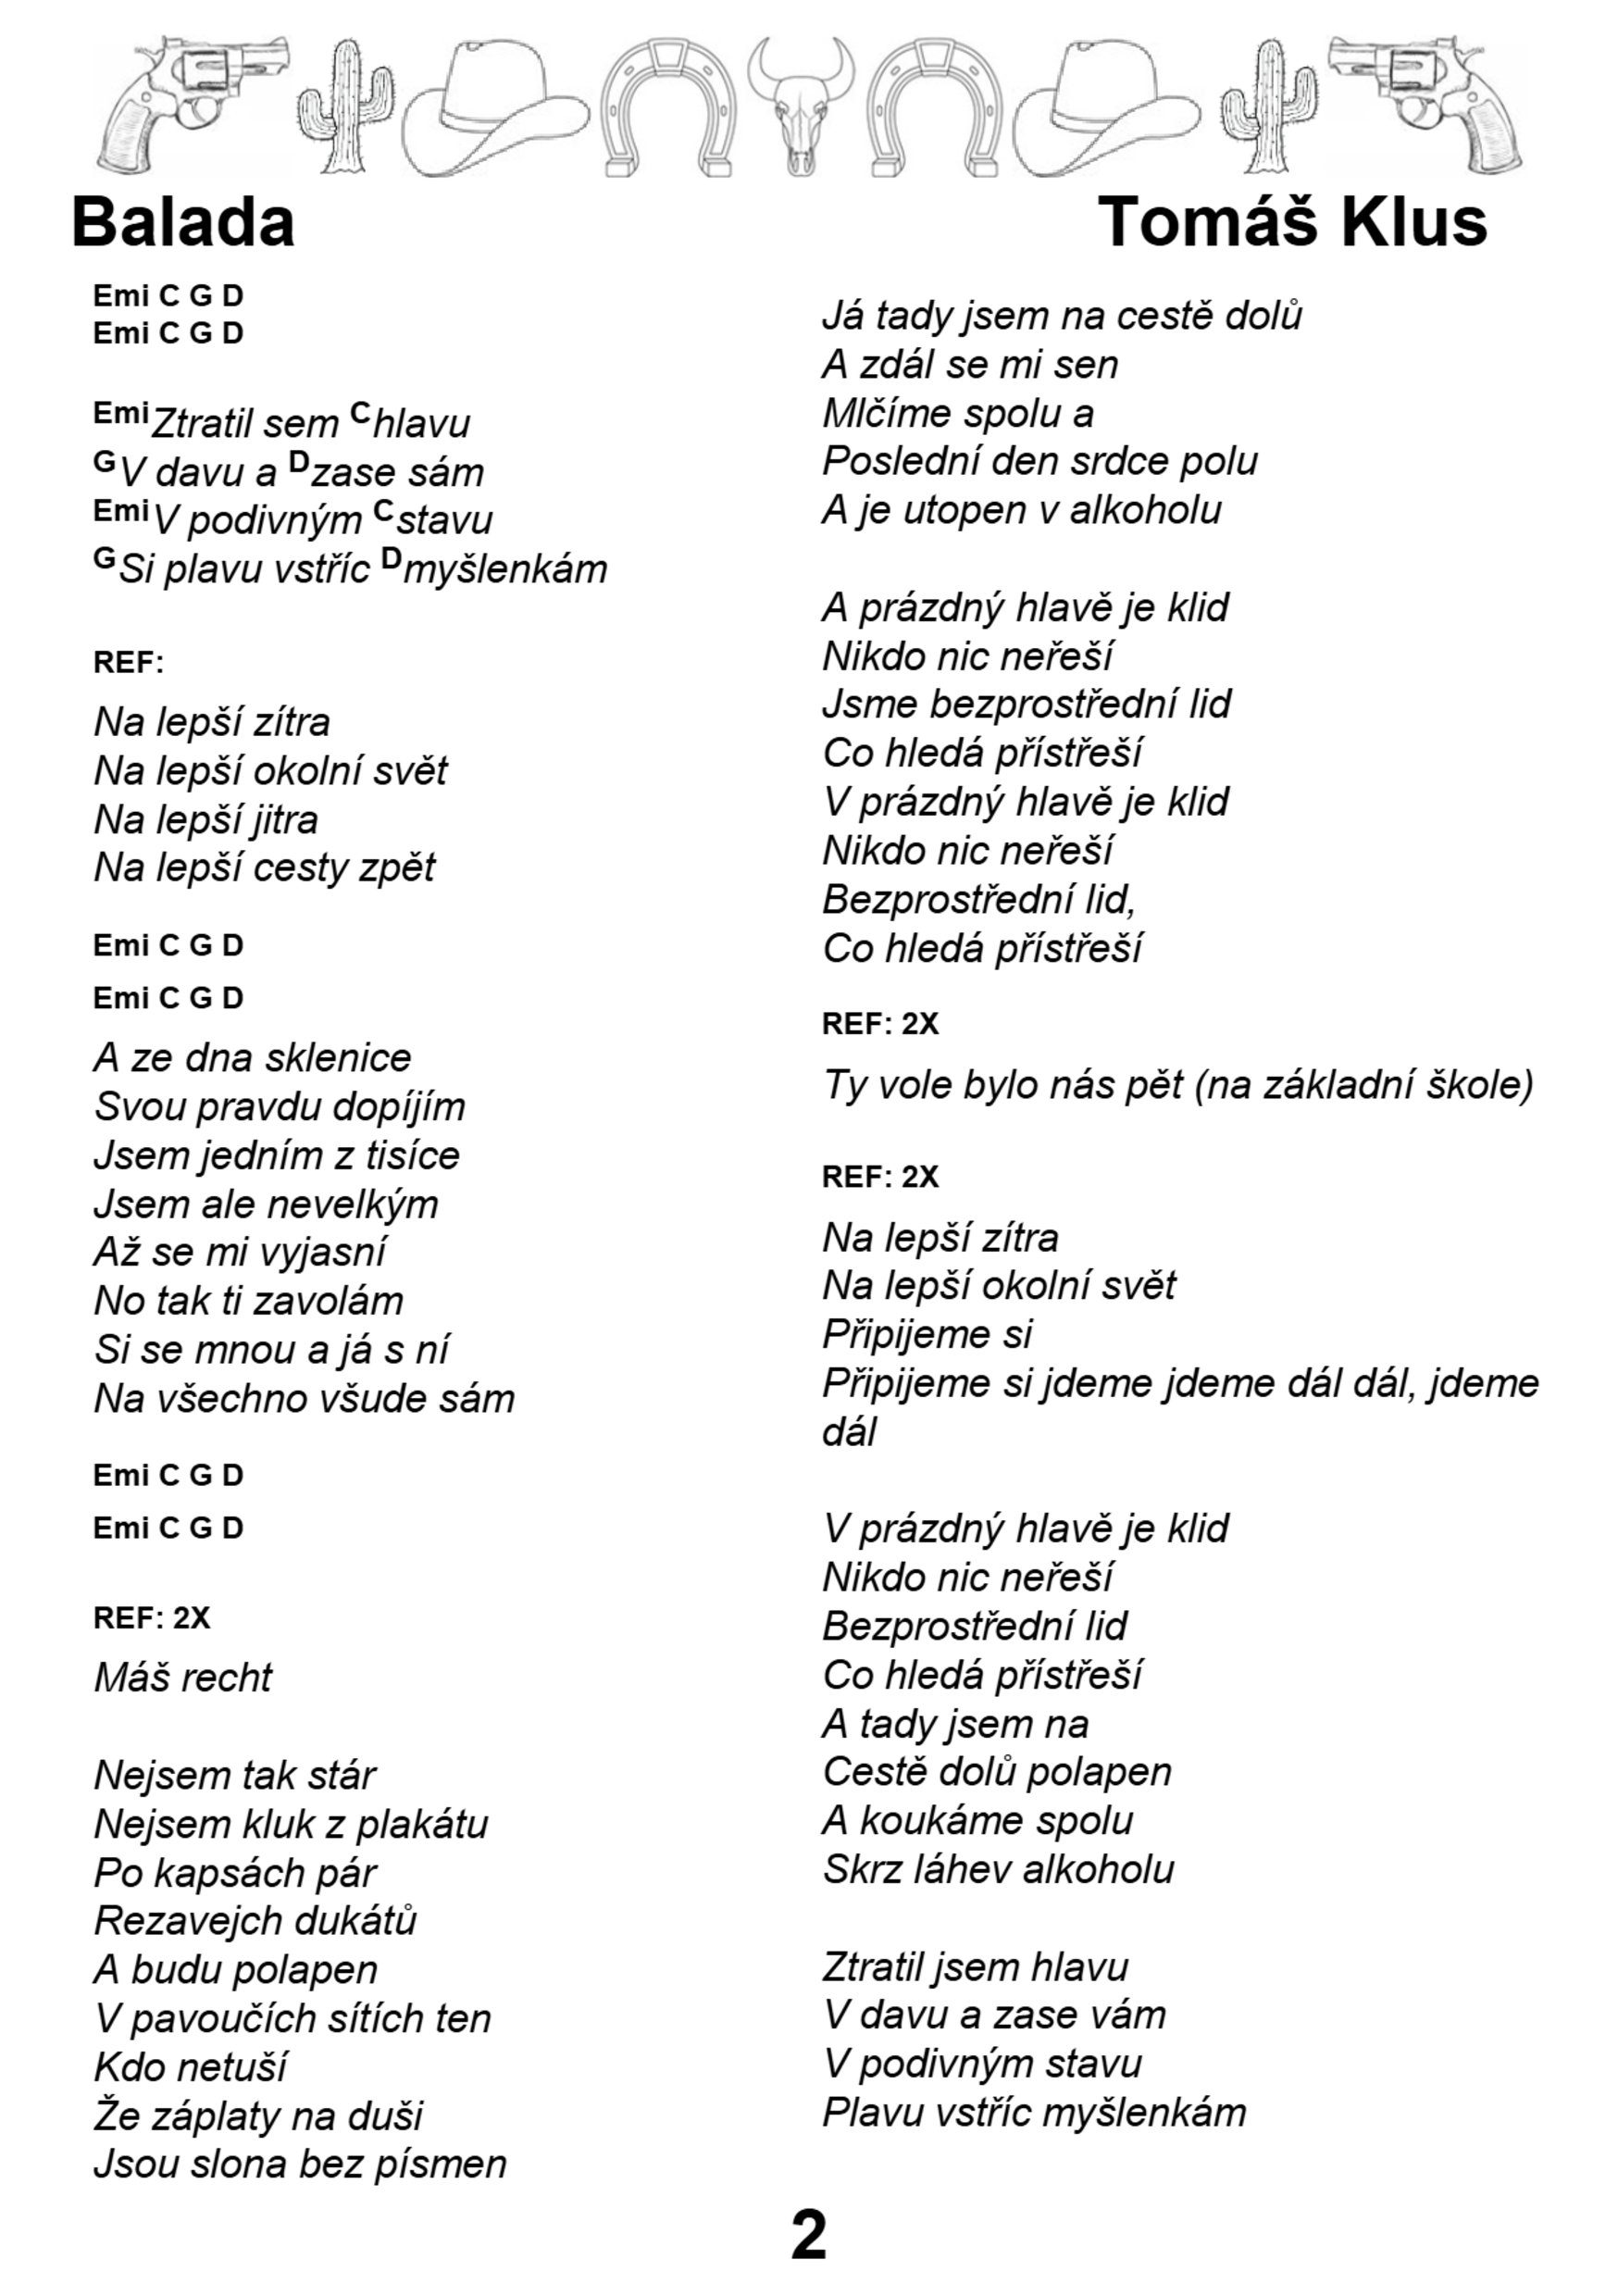 Balada
Tomáš Klus
Emi C G D
Emi C G D
EmiZtratil sem Chlavu
GV davu a Dzase sám
EmiV podivným Cstavu
GSi plavu vstříc Dmyšlenkám
REF:
Na lepší zítra
Na lepší okolní svět
Na lepší jitra
Na lepší cesty zpět
Emi C G D
Emi C G D
A ze dna sklenice
Svou pravdu dopíjím
Jsem jedním z tisíce
Jsem ale nevelkým
Až se mi vyjasní
No tak ti zavolám
Si se mnou a já s ní
Na všechno všude sám
Emi C G D
Emi C G D
REF: 2X
Máš recht
Nejsem tak stár
Nejsem kluk z plakátu
Po kapsách pár
Rezavejch dukátů
A budu polapen
V pavoučích sítích ten
Kdo netuší
Že záplaty na duši
Jsou slona bez písmen
Já tady jsem na cestě dolů
A zdál se mi sen
Mlčíme spolu a
Poslední den srdce polu
A je utopen v alkoholu
A prázdný hlavě je klid
Nikdo nic neřeší
Jsme bezprostřední lid
Co hledá přístřeší
V prázdný hlavě je klid
Nikdo nic neřeší
Bezprostřední lid,
Co hledá přístřeší
REF: 2X
Ty vole bylo nás pět (na základní škole)
REF: 2X
Na lepší zítra
Na lepší okolní svět
Připijeme si
Připijeme si jdeme jdeme dál dál, jdeme
dál
V prázdný hlavě je klid
Nikdo nic neřeší
Bezprostřední lid
Co hledá přístřeší
A tady jsem na
Cestě dolů polapen
A koukáme spolu
Skrz láhev alkoholu
Ztratil jsem hlavu
V davu a zase vám
V podivným stavu
Plavu vstříc myšlenkám
2